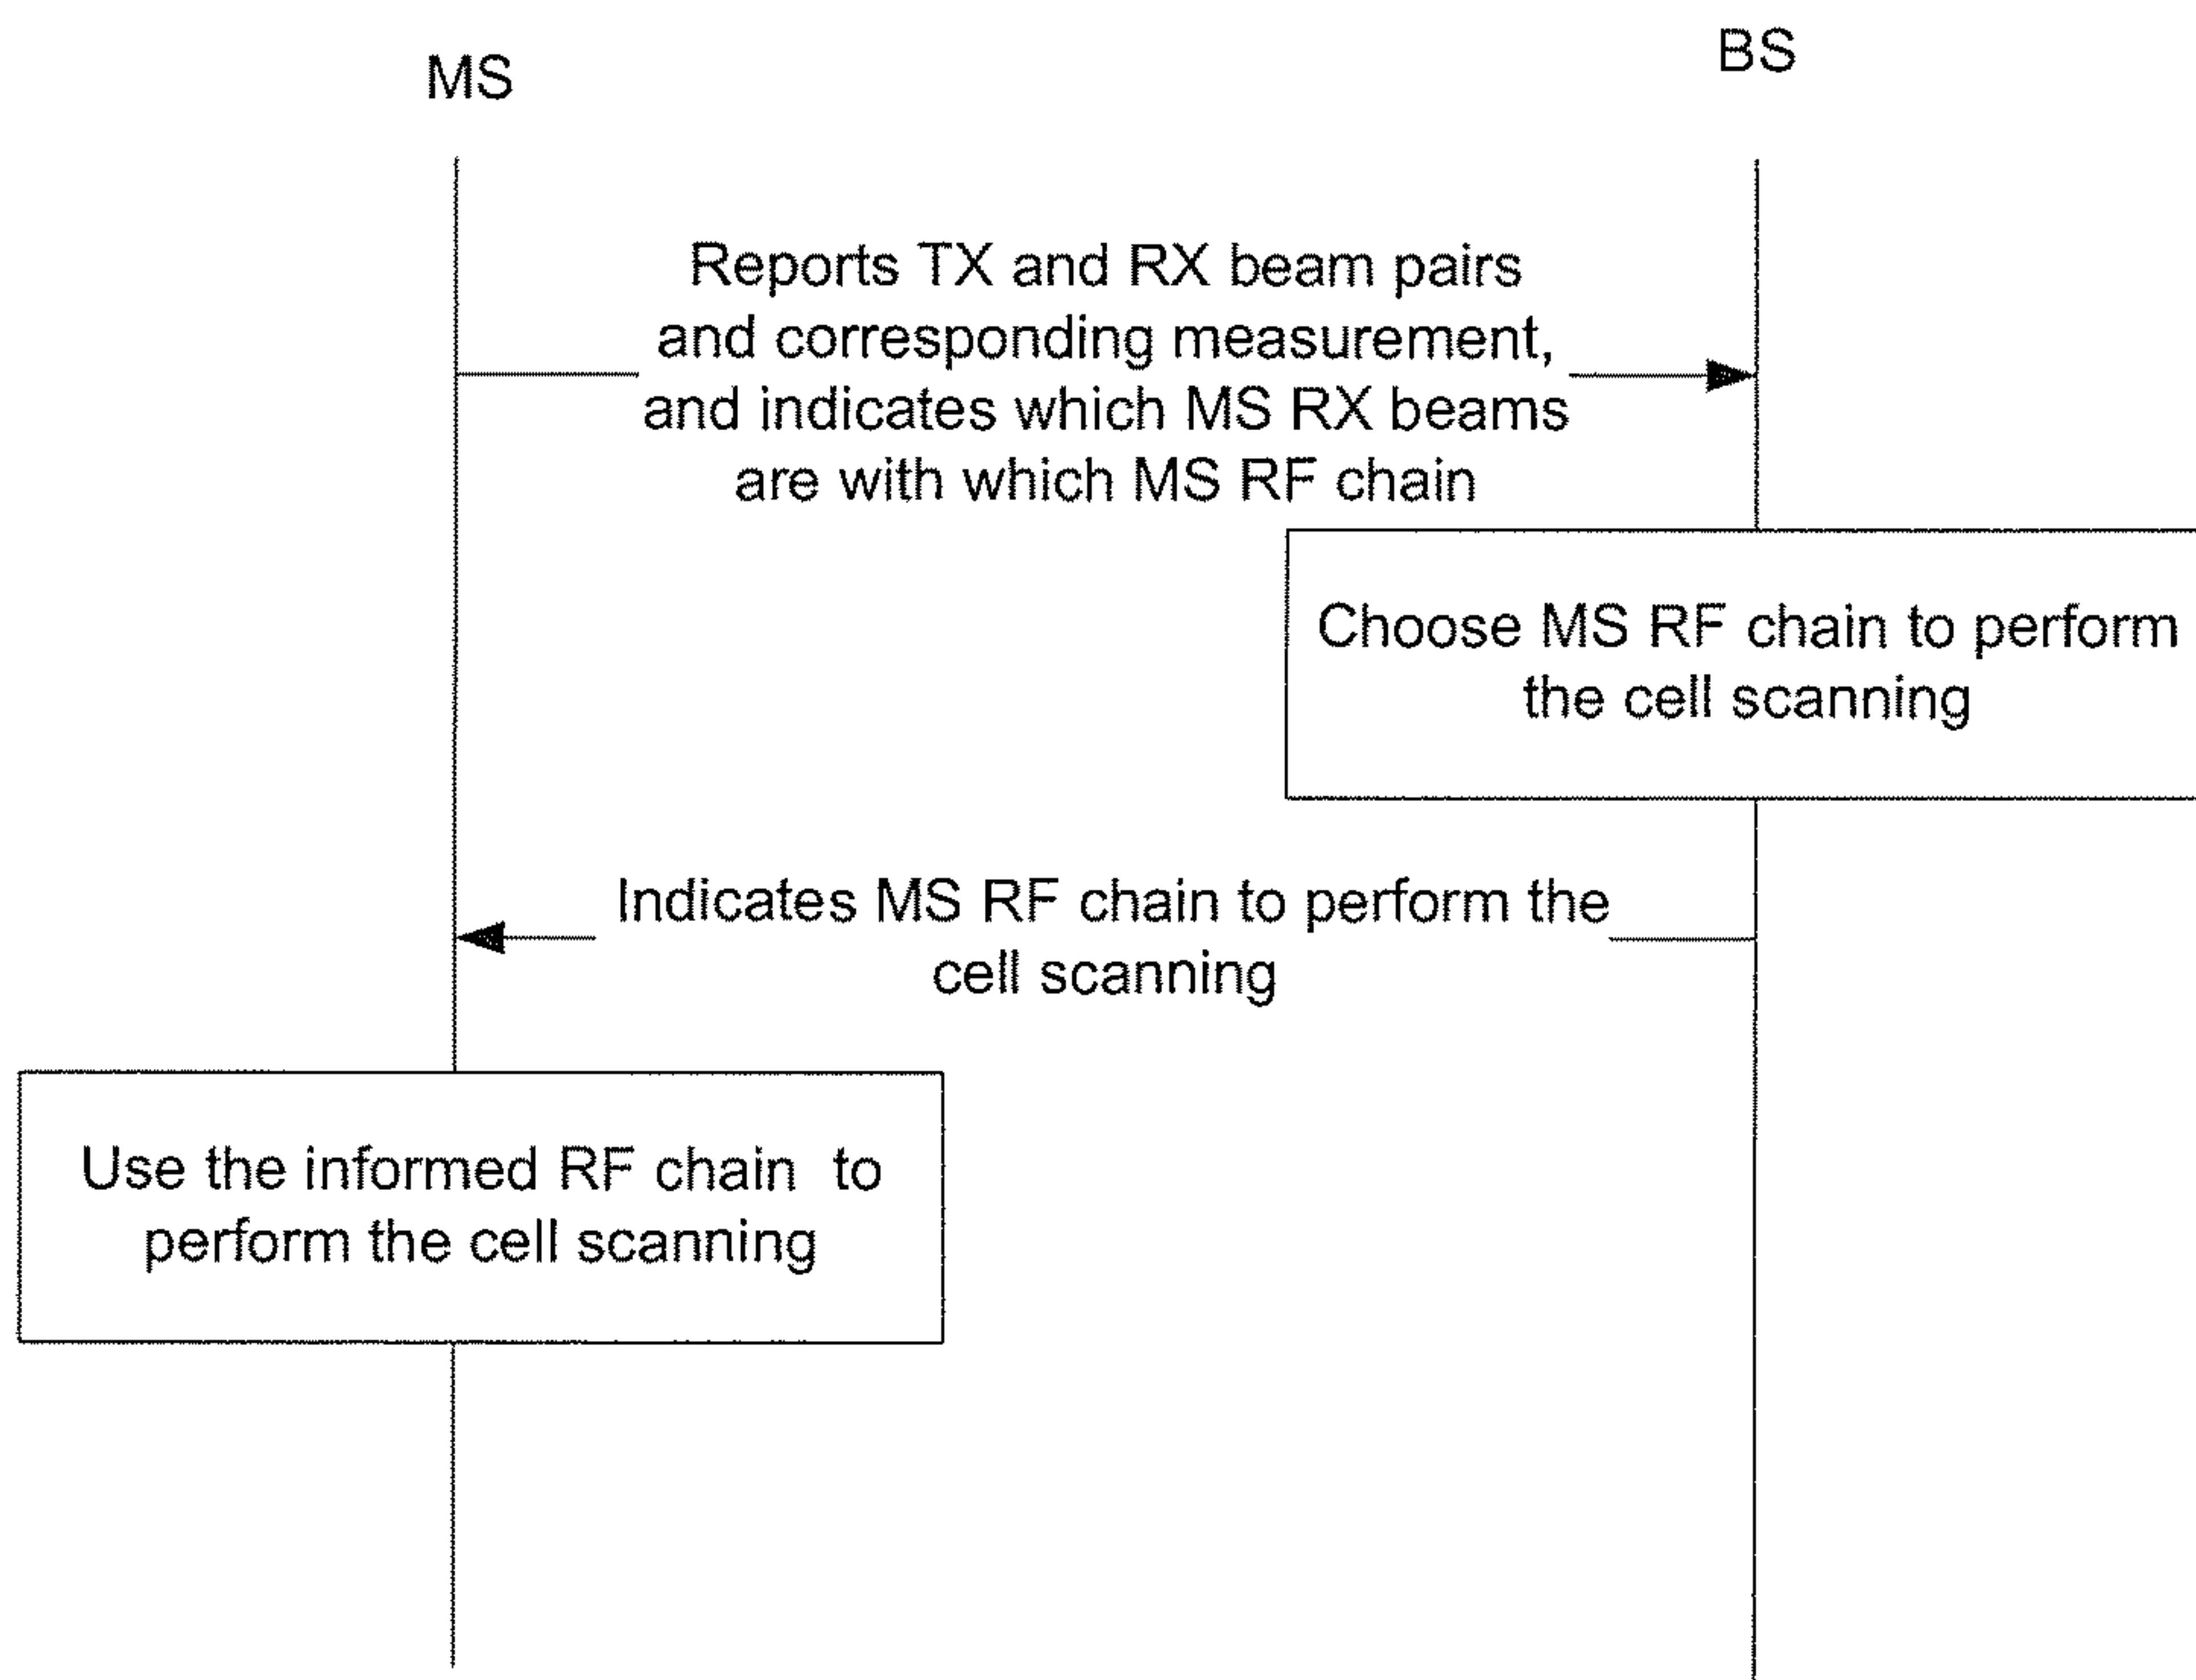 MS
BS
Reports TX and RX beam pairs
and corresponding measurement,
and indicates which MS RX beams
are with which MS RF chain
Choose MS RF chain to perform
the cell scanning
Indicates MS RF chain to perform the
cell scanning
Use the informed RF chain to
perform the cell scanning